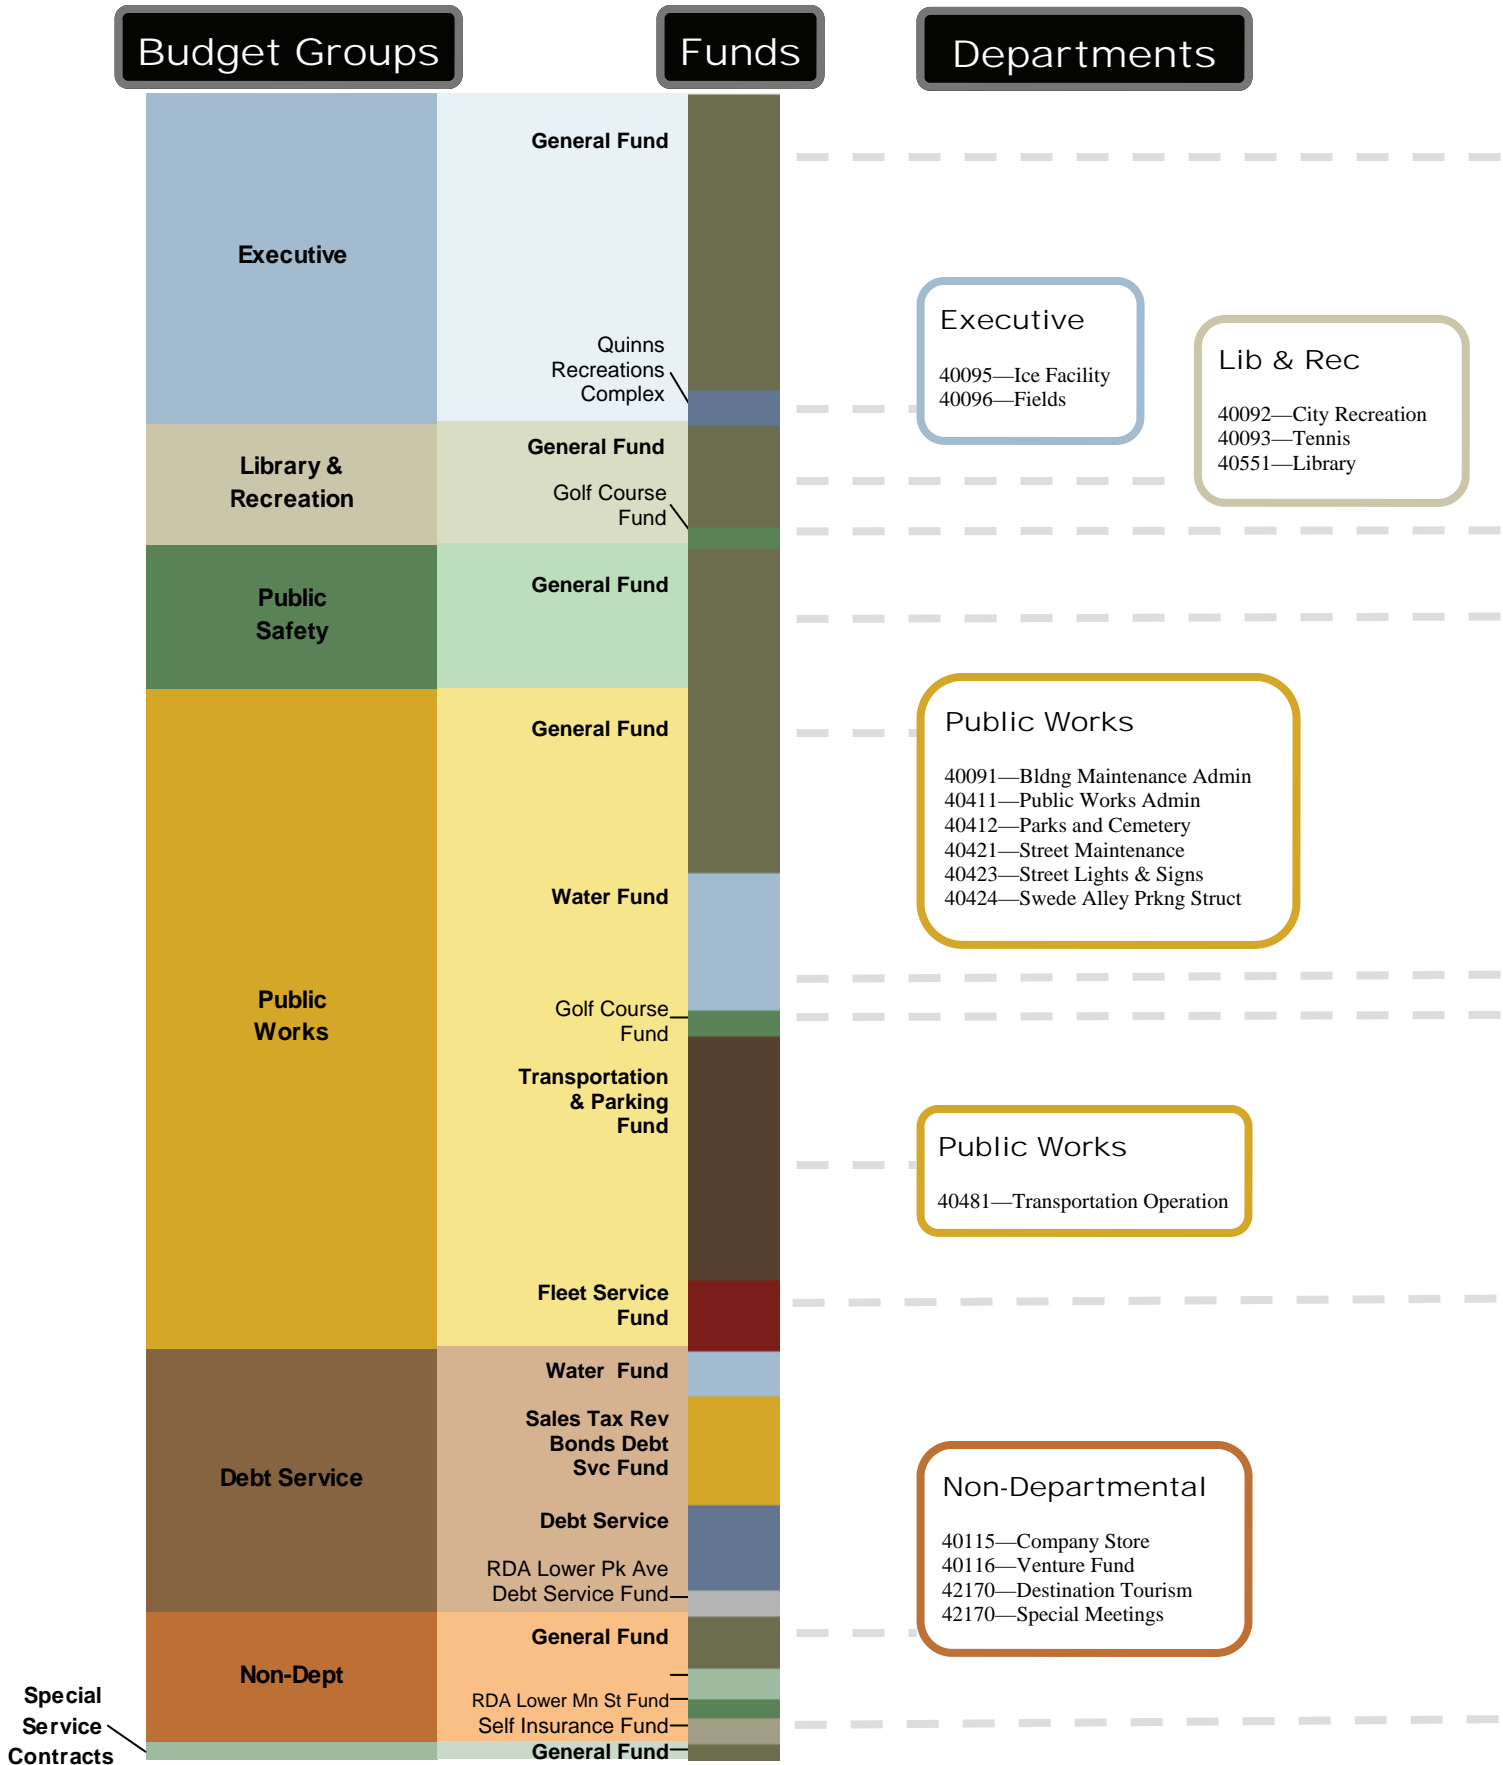 Budget Groups
Funds
Departments
Executive
General Fund
Quinns
Recreations
Complex
Executive
40095—Ice Facility
40096—Fields
Lib & Rec
40092—City Recreation
40093—Tennis
40551—Library
Library &
Recreation
General Fund
Golf Course
Fund
Public
Safety
General Fund
Public
Works
General Fund
Water Fund
Golf Course
Fund
Transportation
& Parking
Fund
Fleet Service
Fund
Public Works
40091—Bldng Maintenance Admin
40411—Public Works Admin
40412—Parks and Cemetery
40421—Street Maintenance
40423—Street Lights & Signs
40424—Swede Alley Prkng Struct
Public Works
40481—Transportation Operation
Debt Service
Water Fund
Sales Tax Rev
Bonds Debt
Svc Fund
Debt Service
RDA Lower Pk Ave
Debt Service Fund
Non-Dept
General Fund
RDA Lower Mn St Fund
Self Insurance Fund
Non-Departmental
40115—Company Store
40116—Venture Fund
42170—Destination Tourism
42170—Special Meetings
Special
Service
Contracts
General Fund